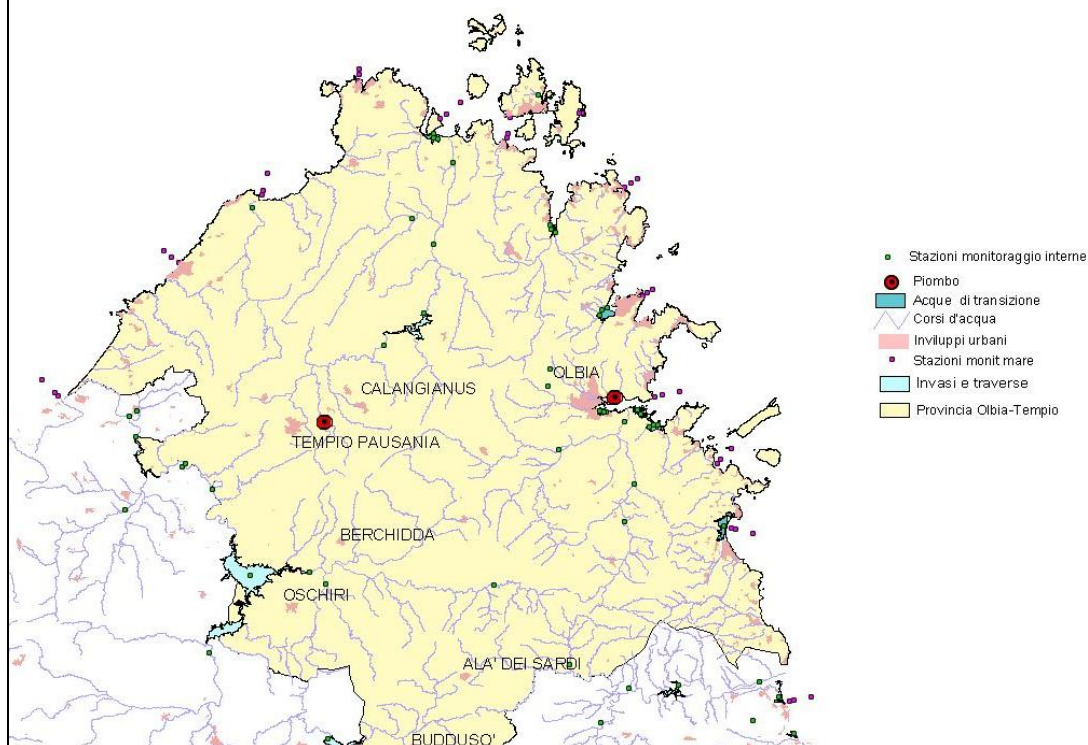 OLBIA
CALANGIANUS
TEMPIO PAUSANIA
BERCHIDDA
OSCHIRI
ALA' DEI SARDI
BUDDUSO'
Stazioni monitoraggio interne
Piombo
Acque di transizione
Corsi d'acqua
Inviluppi urbani
Stazioni monit mare
Invasi e traverse
Provincia Olbia-Tempio